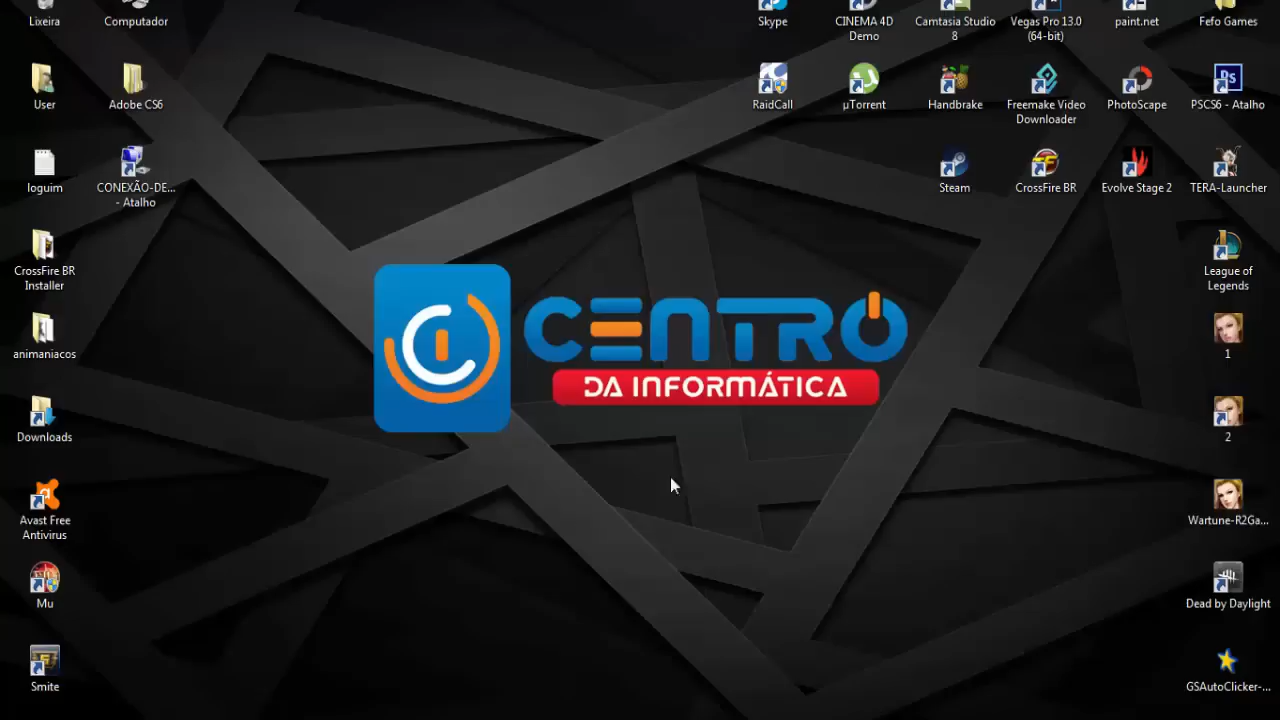 Lixeira
Computador
Skype
CINEMA 4D
Demo
Camtasia Studio
8
Vegas Pro 13.0
(64-bit)
paint.net
Fefo Games
User
Adobe CS6
RaidCall
µTorrent
Handbrake
Freemake Video
Downloader
PhotoScape
Ps
PSCS6 - Atalho
loguim
CONEXÃO-DE...
- Atalho
Steam
CrossFire BR
Evolve Stage 2
TERA-Launcher
CrossFire BR
Installer
League of
Legends
CENTRO
DA INFORMÁTICA
animaniacos
1
Downloads
2
Avast Free
Antivirus
Wartune-R2Ga...
Mu
Dead by Daylight
Smite
GSAutoClicker-...